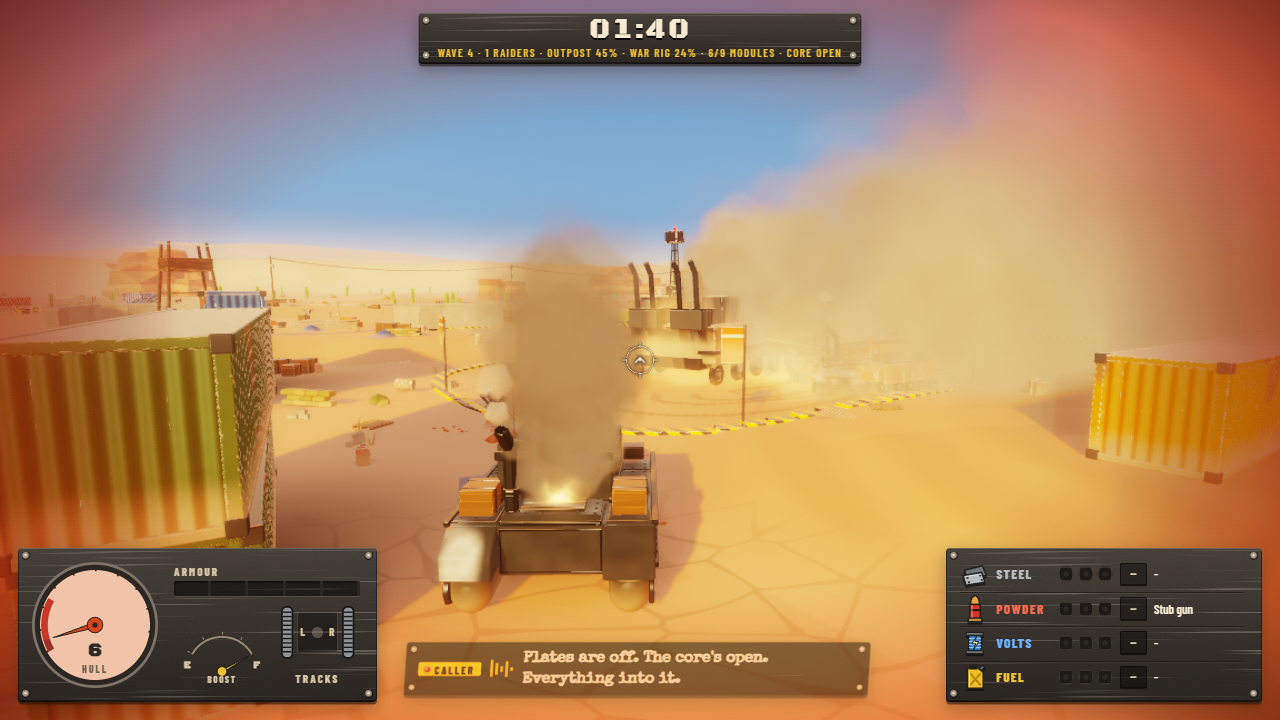 01:40
WAVE 4 · 1 RAIDERS · OUTPOST 45% · WAR RIG 24% · 6/9 MODULES · CORE OPEN
ARMOUR
6
HULL
E F
BOOST
L R
TRACKS
CALLER
Plates are off. The core's open.
Everything into it.
STEEL – -
POWDER – Stub gun
VOLTS – -
FUEL – -